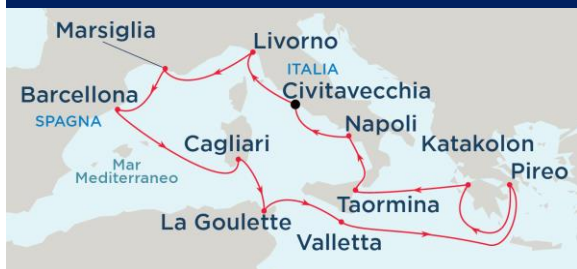 Marsiglia
Livorno
ITALIA
Civitavecchia
Barcellona
SPAGNA
Napoli
Cagliari
Katakolon
Pireo
Mar
Mediterraneo
Taormina
La Goulette
Valletta